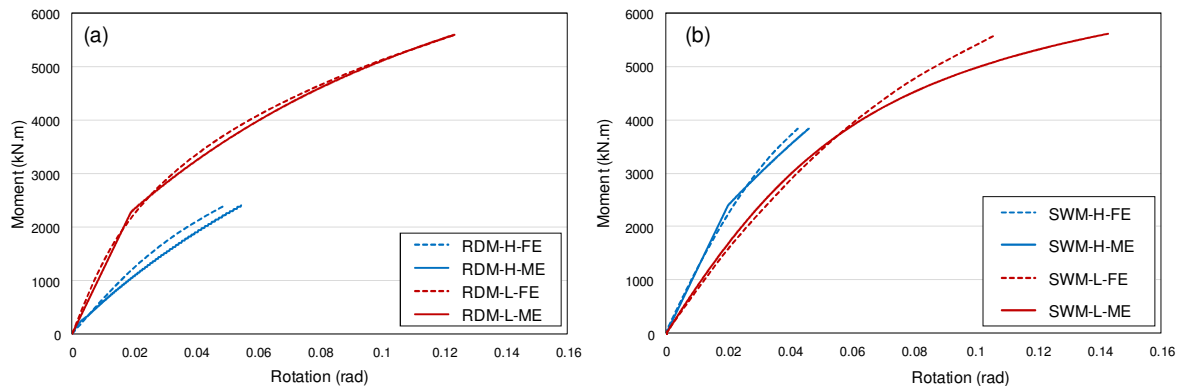 (a)
Moment (kN.m)
6000
5000
4000
3000
2000
1000
0
RDM-H-FE
RDM-H-ME
RDM-L-FE
RDM-L-ME
0 0.02 0.04 0.06 0.08 0.1 0.12 0.14 0.16
Rotation (rad)
(b)
Moment (kN.m)
6000
5000
4000
3000
2000
1000
0
SWM-H-FE
SWM-H-ME
SWM-L-FE
SWM-L-ME
0 0.02 0.04 0.06 0.08 0.1 0.12 0.14 0.16
Rotation (rad)